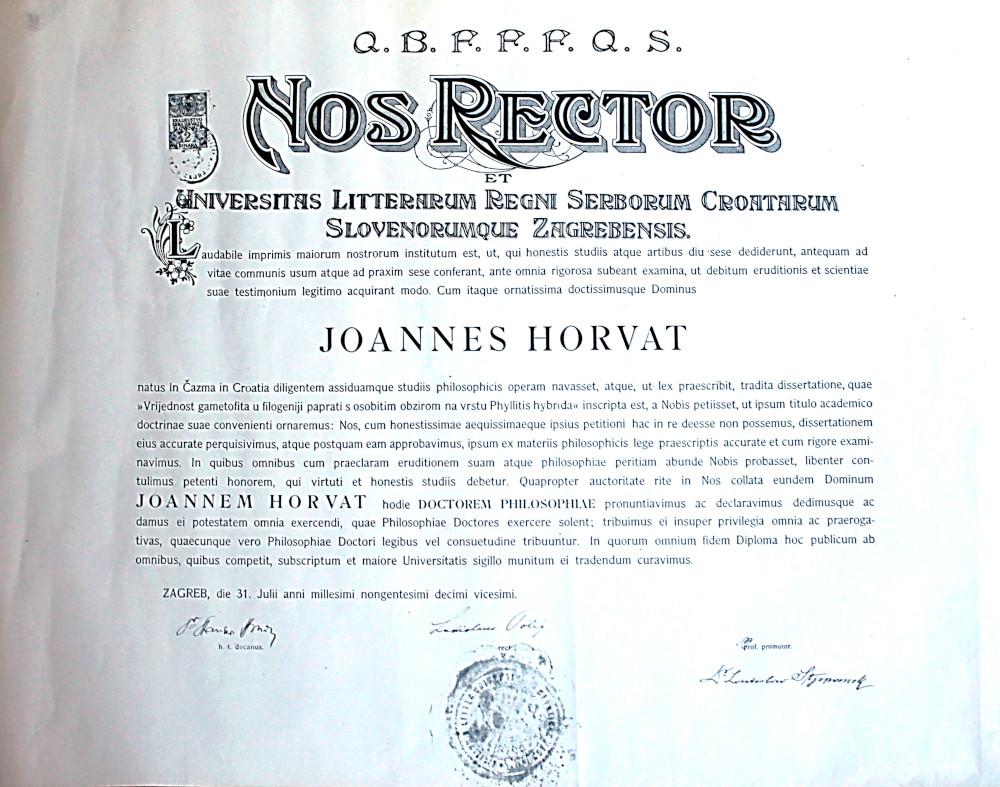 Q. B. F. F. F. Q. S.
NOS RECTOR
ET
UNIVERSITAS LITTERARUM REGNI SERBORUM CROATARUM
SLOVENORUMQUE ZAGREBENSIS.
Laudabile imprimis maiorum nostrorum institutum est, ut, qui honestis studiis atque artibus diu sese dediderunt, antequam ad
vitae communis usum atque ad praxim sese conferant, ante omnia rigorosa subeant examina, ut debitum eruditionis et scientiae
suae testimonium legitimo acquirant modo. Cum itaque ornatissima doctissimusque Dominus
JOANNES HORVAT
natus In Čazma in Croatia diligentem assiduamque studiis philosophicis operam navasset, atque, ut lex praescribit, tradita dissertatione, quae
»Vrijednost gametofita u filogeniji paprati s osobitim obzirom na vrstu Phyllitis hybrida« inscripta est, a Nobis petiisset, ut ipsum titulo academico
doctrinae suae convenienti ornaremus: Nos, cum honestissimae aequissimaeque ipsius petitioni hac in re deesse non possemus, dissertationem
eius accurate perquisivimus, atque postquam eam approbavimus, ipsum ex materiis philosophicis lege praescriptis accurate et cum rigore exami-
navimus. In quibus omnibus cum praeclaram eruditionem suam atque philosophiae peritiam abunde Nobis probasset, libenter con-
tulimus petenti honorem, qui virtuti et honestis studiis debetur. Quapropter auctoritate rite in Nos collata eundem Dominum
JOANNEM HORVAT hodie DOCTOREM PHILOSOPHIAE pronuntiavimus ac declaravimus dedimusque ac
damus ei potestatem omnia exercendi, quae Philosophiae Doctores exercere solent; tribuimus ei insuper privilegia omnia ac praeroga-
tivas, quaecunque vero Philosophiae Doctori legibus vel consuetudine tribuuntur. In quorum omnium fidem Diploma hoc publicum ab
omnibus, quibus competit, subscriptum et maiore Universitatis sigillo munitum ei tradendum curavimus.
ZAGREB, die 31. Julii anni millesimi nongentesimi decimi vicesimi.
h. t. decanus.
prof. promotor.